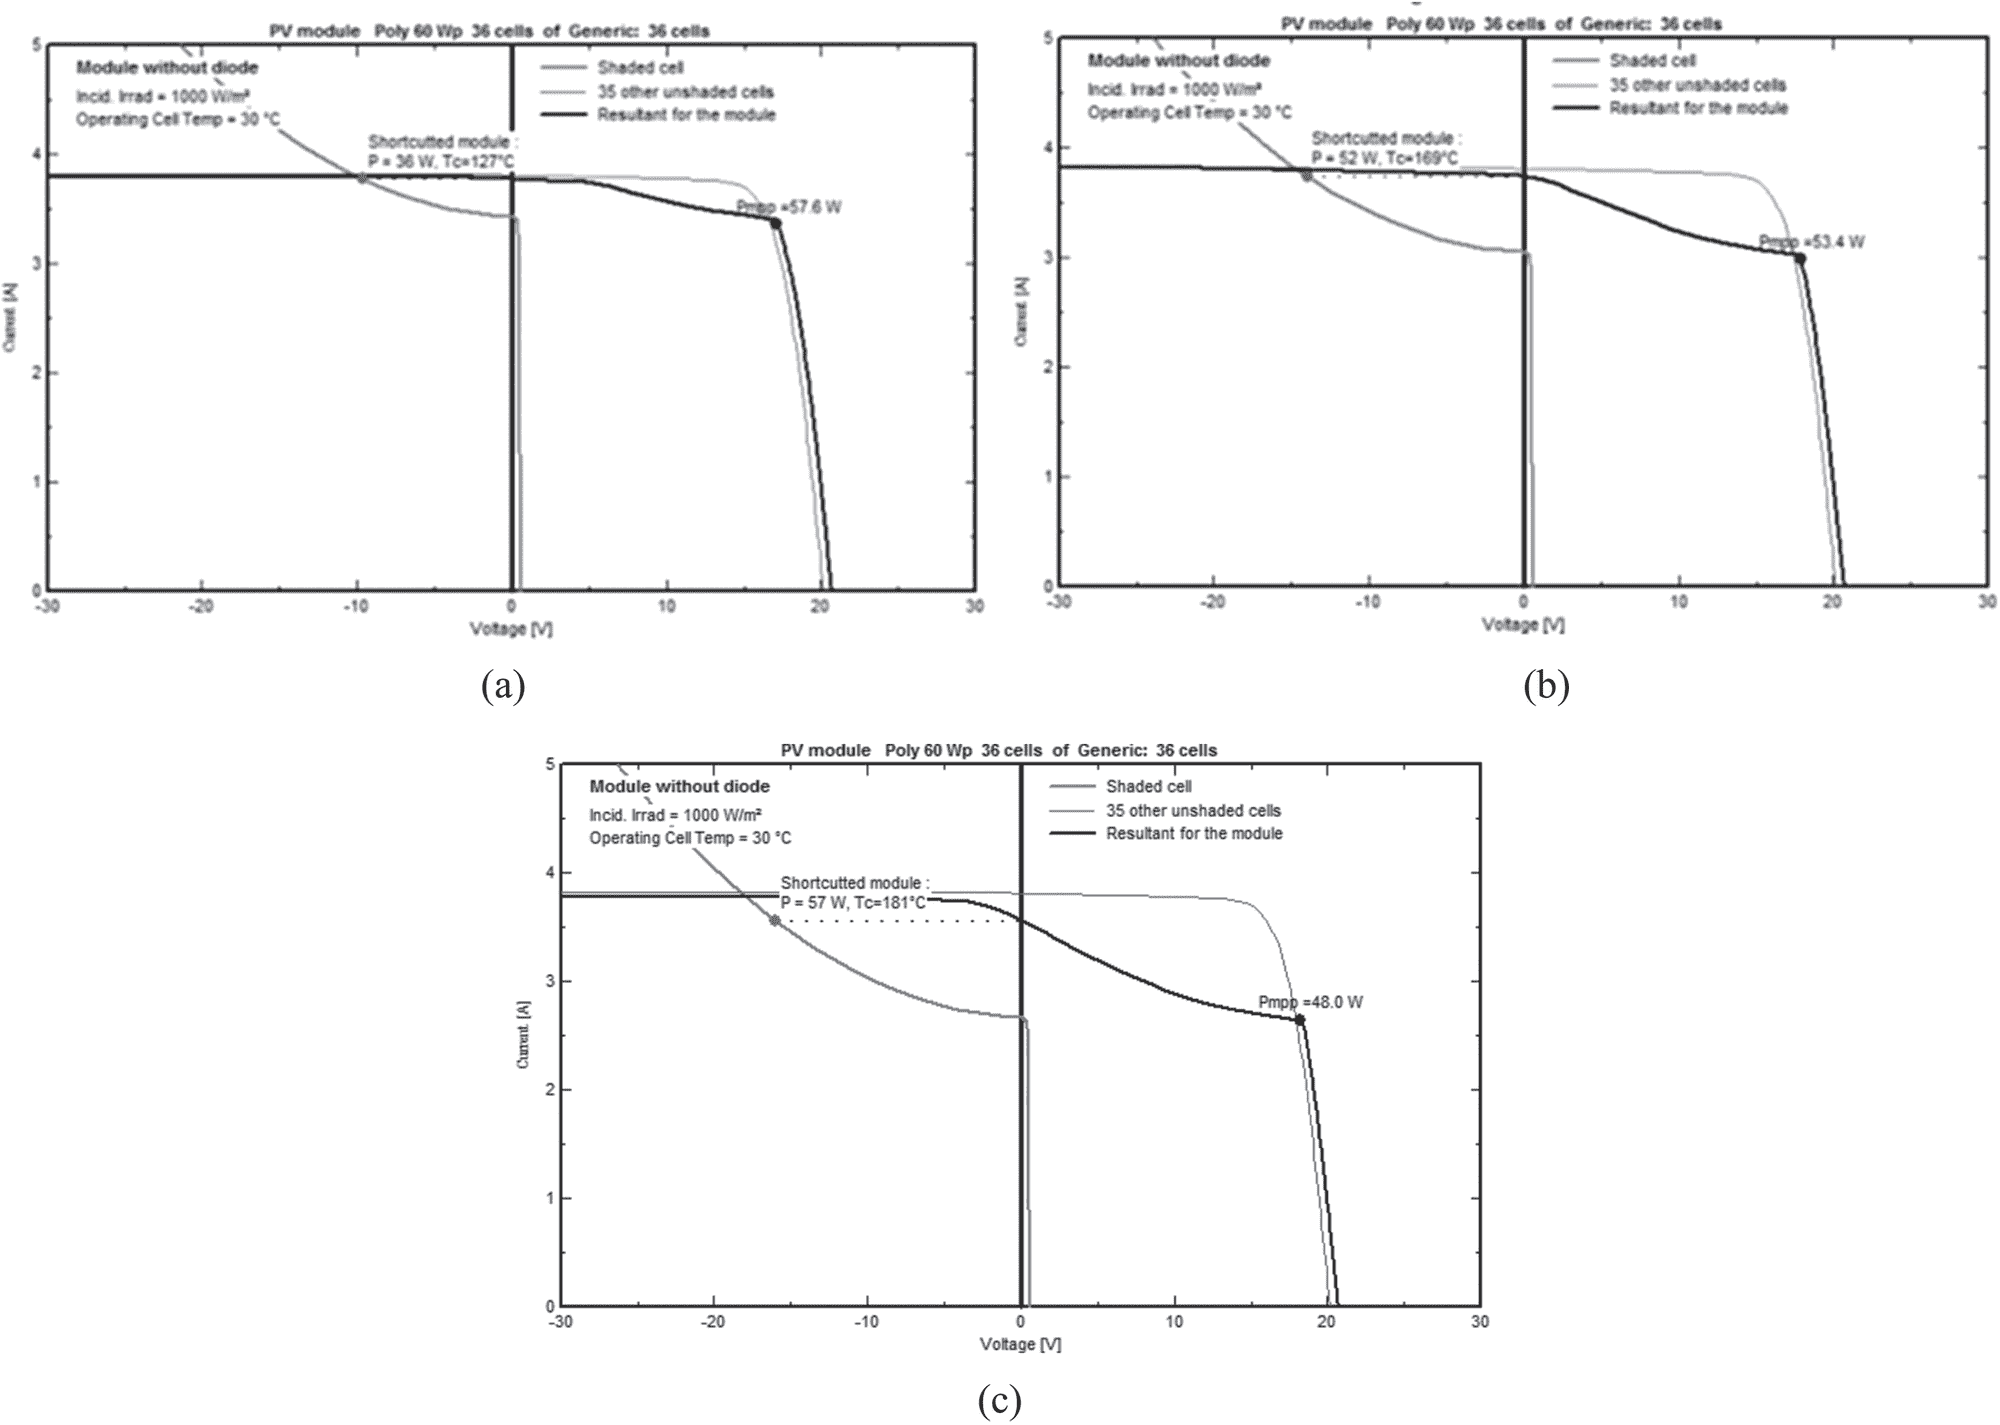 PV module Poly 60 Wp 36 cells of Generic: 36 cells
Module without diode
Incid. Irrad = 1000 W/m²
Operating Cell Temp = 30 °C
Shaded cell
35 other unshaded cells
Resultant for the module
Shortcutted module :
P = 36 W, Tc=127°C
Pmpp =57.6 W
5
4
3
2
1
0
Current [A]
-30 -20 -10 0 10 20 30
Voltage [V]
(a)
PV module Poly 60 Wp 36 cells of Generic: 36 cells
Module without diode
Incid. Irrad = 1000 W/m²
Operating Cell Temp = 30 °C
Shaded cell
35 other unshaded cells
Resultant for the module
Shortcutted module :
P = 52 W, Tc=169°C
Pmpp =53.4 W
5
4
3
2
1
0
Current [A]
-30 -20 -10 0 10 20 30
Voltage [V]
(b)
PV module Poly 60 Wp 36 cells of Generic: 36 cells
Module without diode
Incid. Irrad = 1000 W/m²
Operating Cell Temp = 30 °C
Shaded cell
35 other unshaded cells
Resultant for the module
Shortcutted module :
P = 57 W, Tc=181°C
Pmpp =48.0 W
5
4
3
2
1
0
Current [A]
-30 -20 -10 0 10 20 30
Voltage [V]
(c)